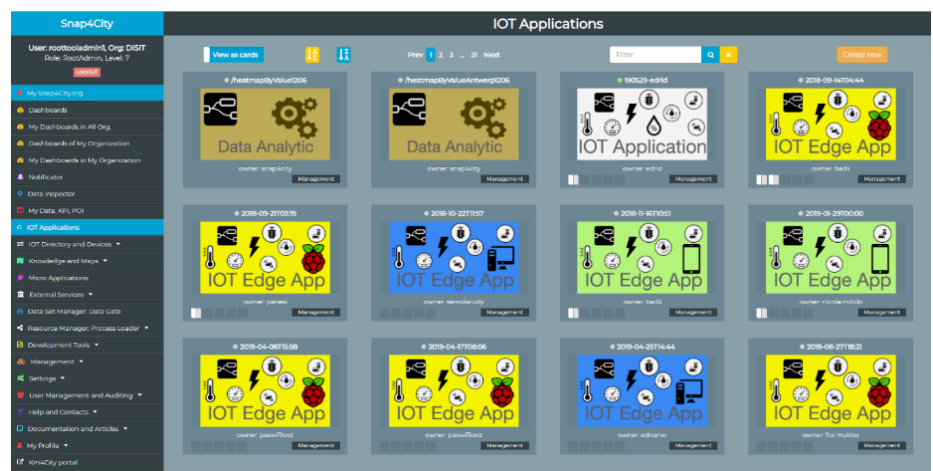 Snap4City
IOT Applications
User: roottooladmin1, Org: DISIT
Role: RootAdmin, Level: 7
LOGOUT
View as cards
Prev 1 2 3 ... 31 Next
Filter
Create new
My Snap4City.org
Dashboards
My Dashboards in All Org.
Dashboards of My Organization
My Dashboards in My Organization
Notificator
Data Inspector
My Data, KPI, POI
IOT Applications
IOT Directory and Devices
Knowledge and Maps
Micro Applications
External Services
Data Set Manager: Data Gate
Resource Manager: Process Loader
Development Tools
Management
Settings
User Management and Auditing
Help and Contacts
Documentation and Articles
My Profile
Km4City portal
/heatmapByValue1206
Data Analytic
owner: snap4city
Management
/heatmapByValueAntwerp1206
Data Analytic
owner: snap4city
Management
190529-edrid
IOT Application
owner: edrid
Management
2018-09-14T04:44
IOT Edge App
owner: badii
Management
2018-09-21T03:19
IOT Edge App
owner: panesi
Management
2018-10-22T11:57
IOT Edge App
owner: semolarudy
Management
2018-11-16T10:51
IOT Edge App
owner: badii
Management
2019-01-29T00:00
IOT Edge App
owner: nicola.mitolo
Management
2019-04-06T15:58
IOT Edge App
owner: paswifitest
Management
2019-04-17T08:06
IOT Edge App
owner: paswifitest
Management
2019-04-25T14:44
IOT Edge App
owner: adrianer
Management
2019-08-27T18:21
IOT Edge App
owner: fox mulder
Management